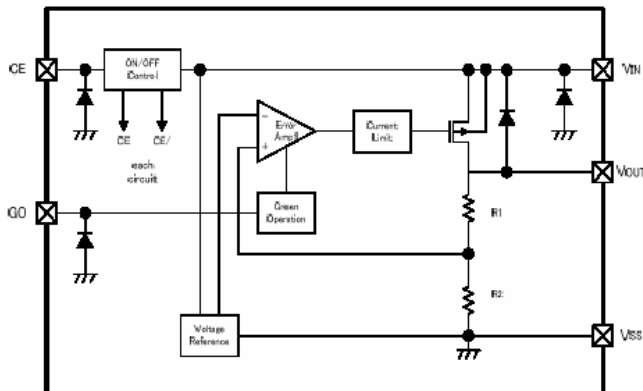 CE
ON/OFF
Control
VIN
CE
CE/
each
circuit
−
+
Error
Amp
Current
Limit
VOUT
GO
Green
Operation
R1
R2
Voltage
Reference
VSS